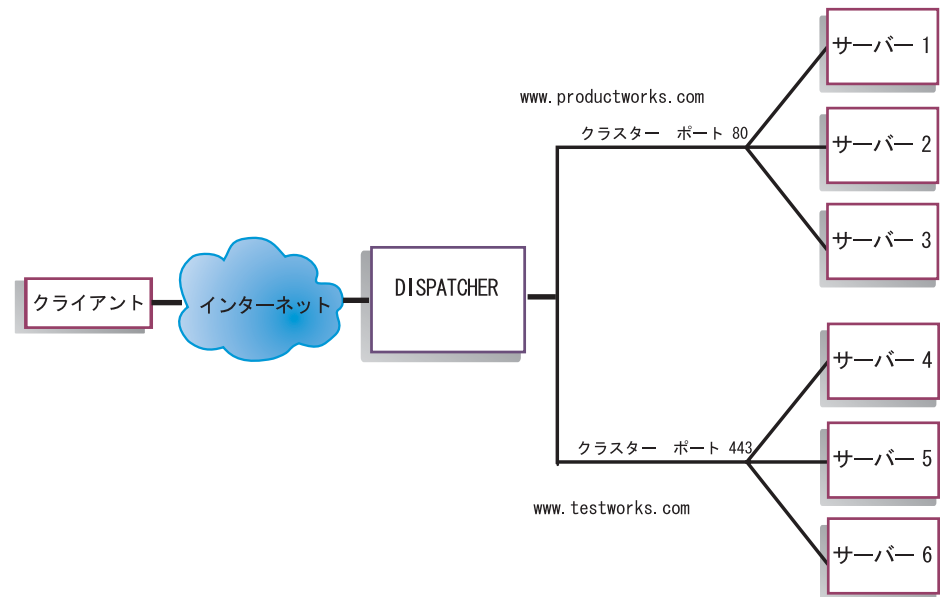 サーバー 1
www.productworks.com
クラスター ポート 80
サーバー 2
サーバー 3
クライアント
インターネット
DISPATCHER
サーバー 4
クラスター ポート 443
サーバー 5
www.testworks.com
サーバー 6